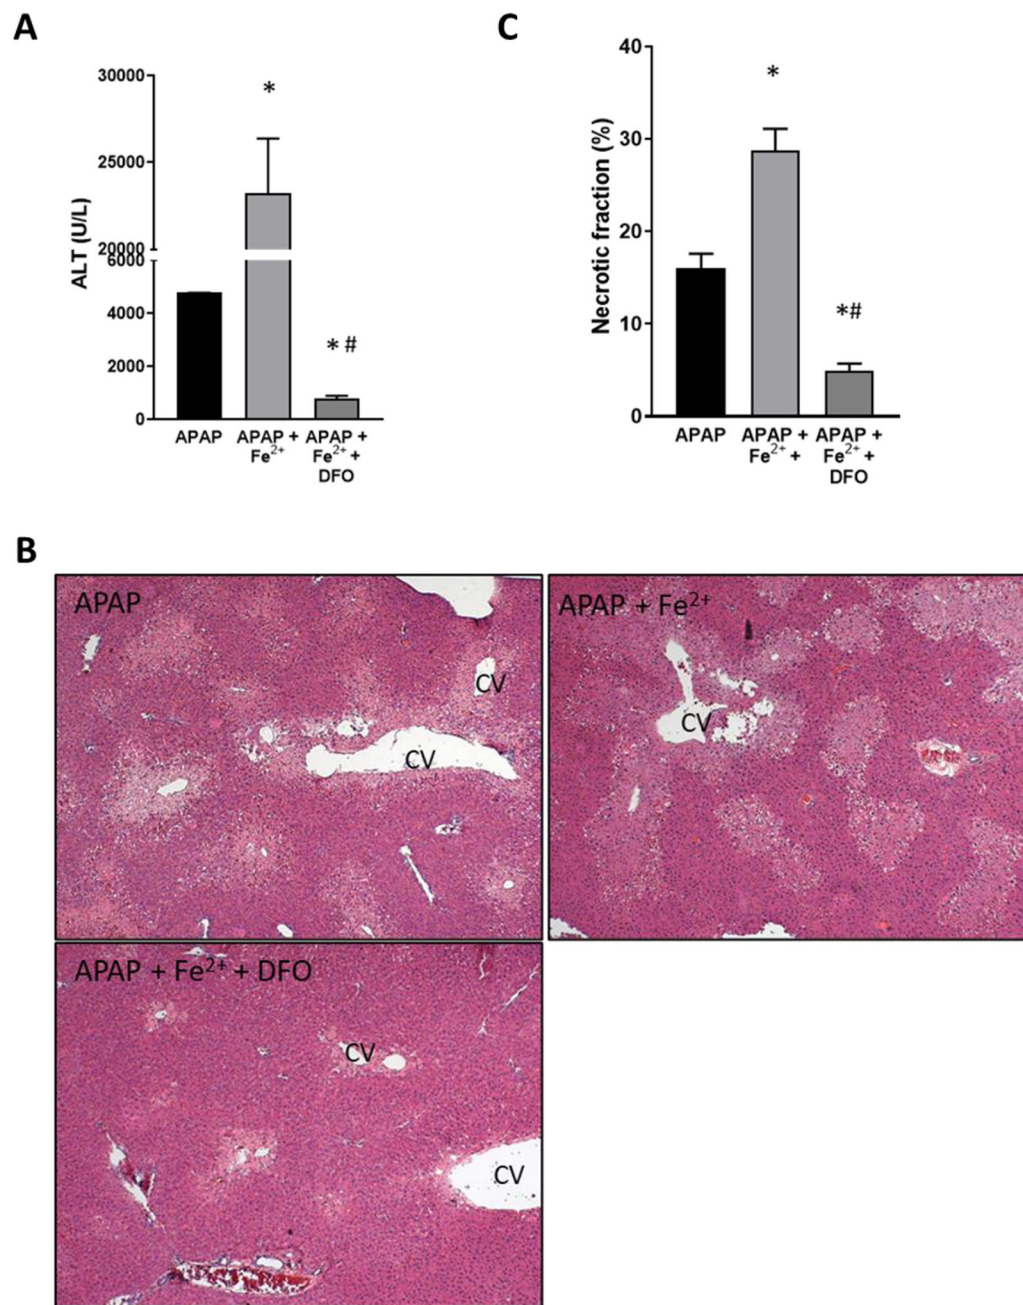 A
30000
25000
20000
6000
4000
2000
0
ALT (U/L)
*
* #
APAP
APAP +
Fe²⁺
APAP +
Fe²⁺ +
DFO
C
40
30
20
10
0
Necrotic fraction (%)
*
*#
APAP
APAP +
Fe²⁺ +
APAP +
Fe²⁺ +
DFO
B
APAP
CV
CV
APAP + Fe²⁺
CV
APAP + Fe²⁺ + DFO
CV
CV